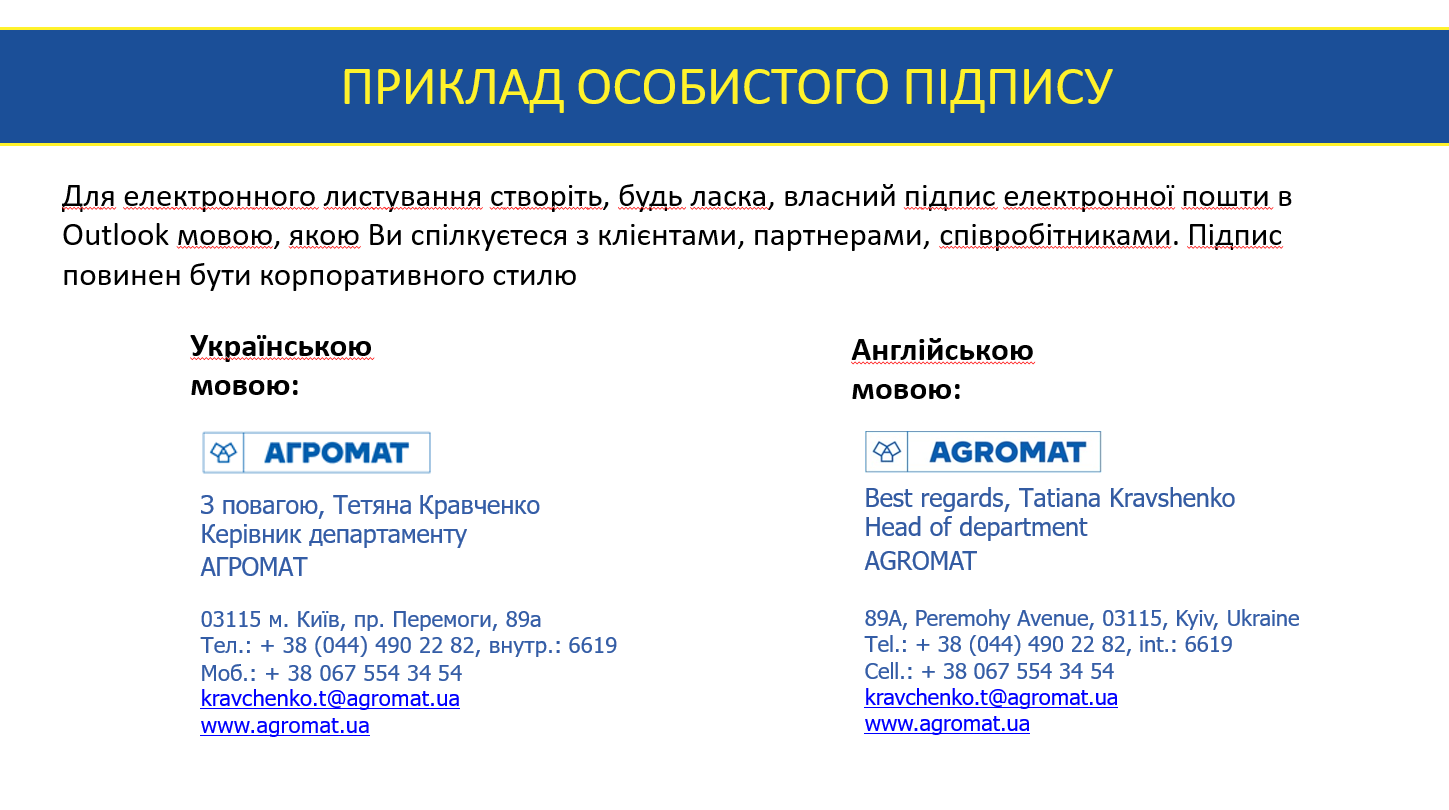 ПРИКЛАД ОСОБИСТОГО ПІДПИСУ
Для електронного листування створіть, будь ласка, власний підпис електронної пошти в
Outlook мовою, якою Ви спілкуєтеся з клієнтами, партнерами, співробітниками. Підпис
повинен бути корпоративного стилю
Українською
мовою:
АГРОМАТ
З повагою, Тетяна Кравченко
Керівник департаменту
АГРОМАТ
03115 м. Київ, пр. Перемоги, 89а
Тел.: + 38 (044) 490 22 82, внутр.: 6619
Моб.: + 38 067 554 34 54
kravchenko.t@agromat.ua
www.agromat.ua
Англійською
мовою:
AGROMAT
Best regards, Tatiana Kravshenko
Head of department
AGROMAT
89A, Peremohy Avenue, 03115, Kyiv, Ukraine
Tel.: + 38 (044) 490 22 82, int.: 6619
Cell.: + 38 067 554 34 54
kravchenko.t@agromat.ua
www.agromat.ua